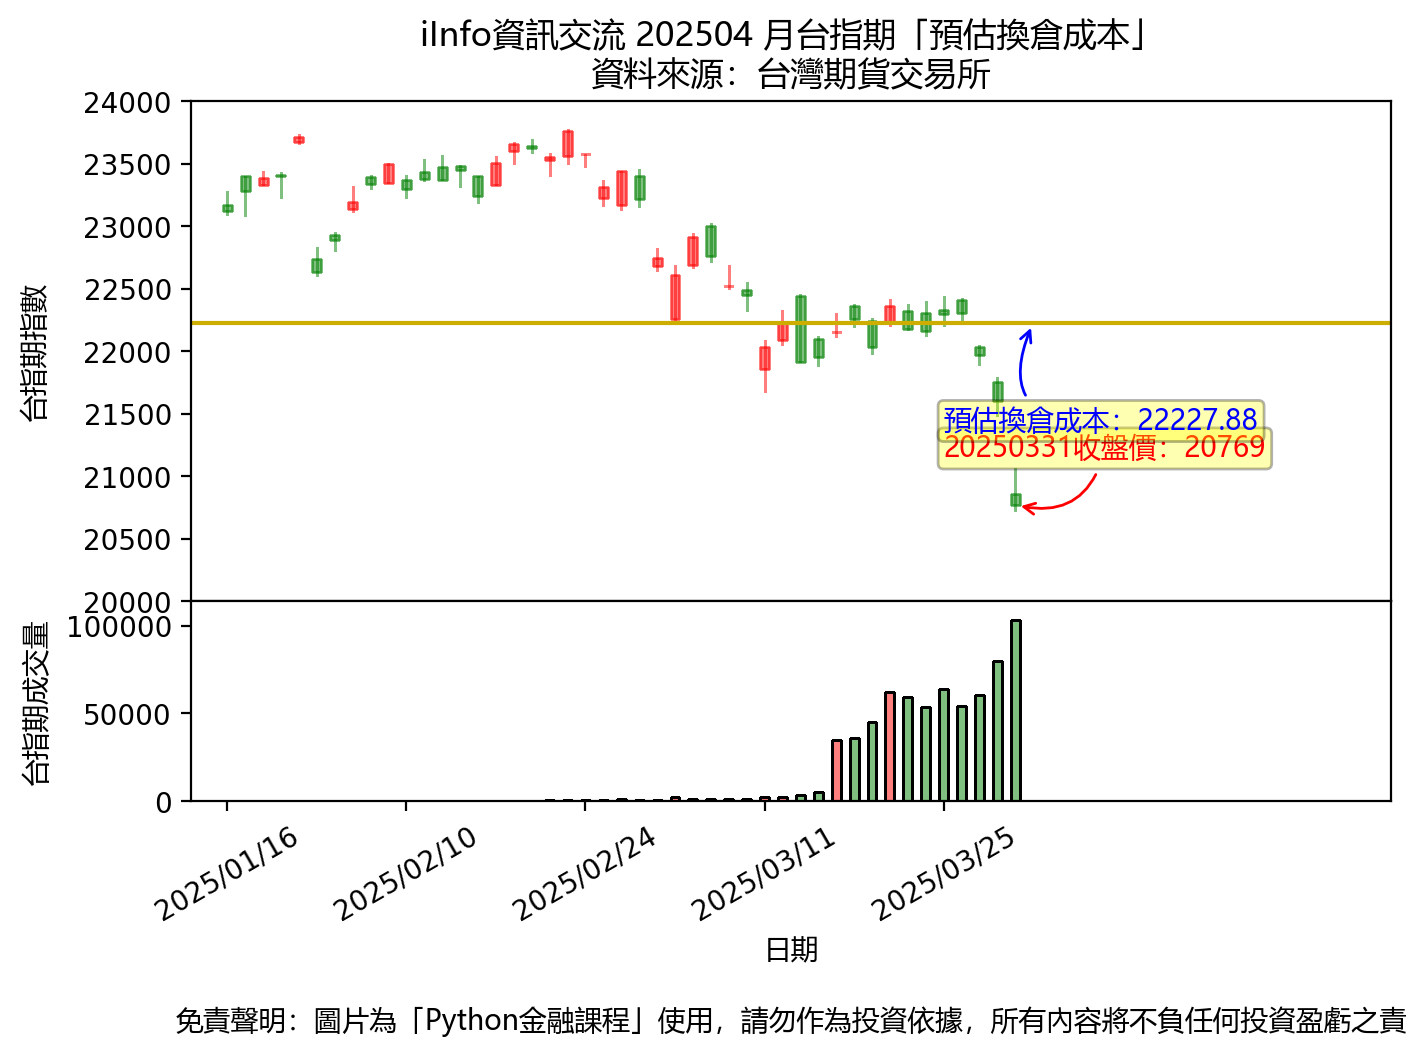 iInfo資訊交流 202504 月台指期「預估換倉成本」
資料來源：台灣期貨交易所
24000
23500
23000
22500
22000
21500
21000
20500
20000
台指期指數
預估換倉成本：22227.88
20250331收盤價：20769
100000
50000
0
台指期成交量
2025/01/16
2025/02/10
2025/02/24
2025/03/11
2025/03/25
日期
免責聲明：圖片為「Python金融課程」使用，請勿作為投資依據，所有內容將不負任何投資盈虧之責